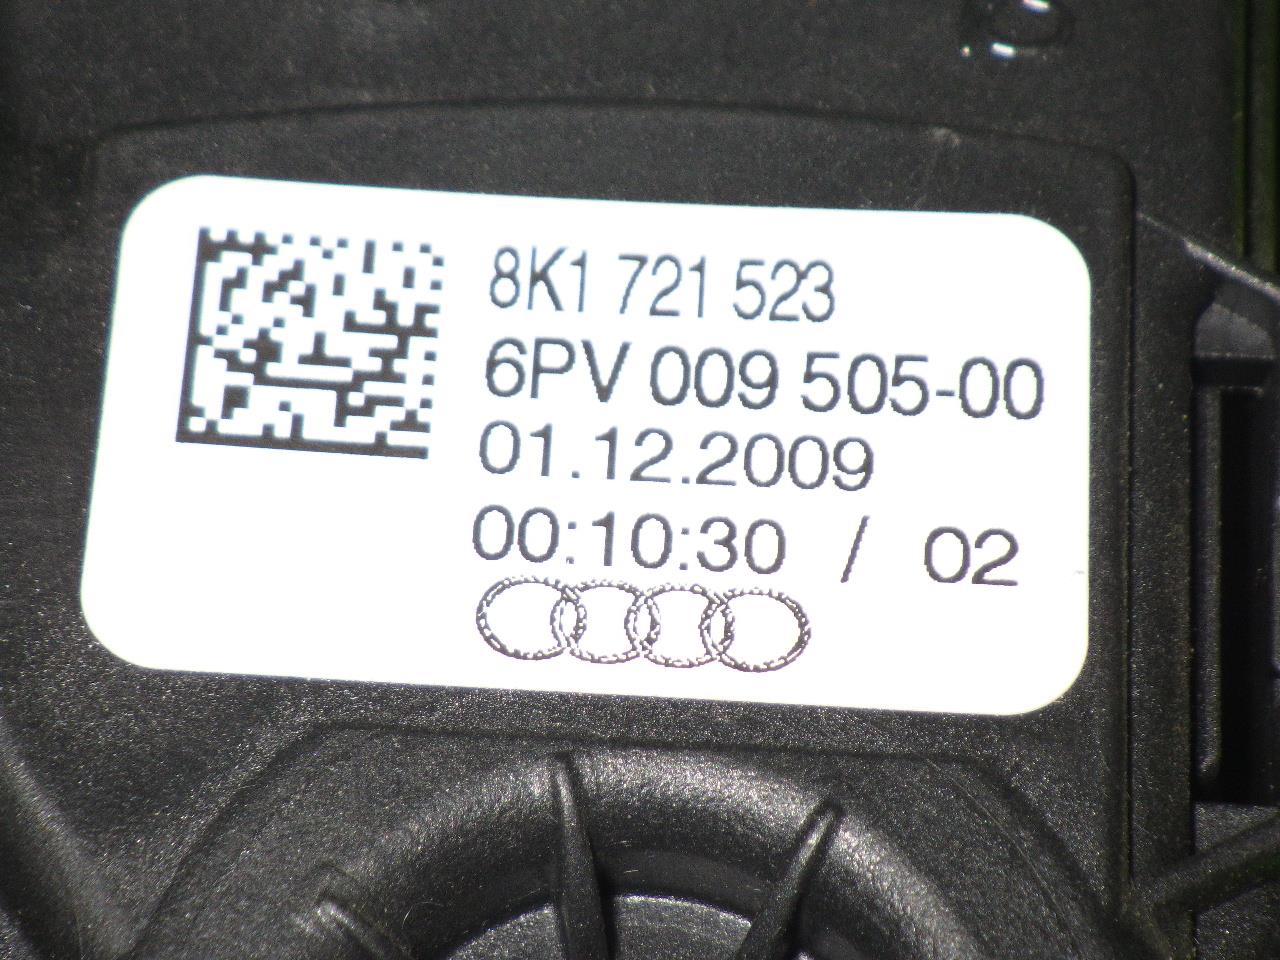 8K1 721 523
6PV 009 505-00
01.12.2009
00:10:30 / 02